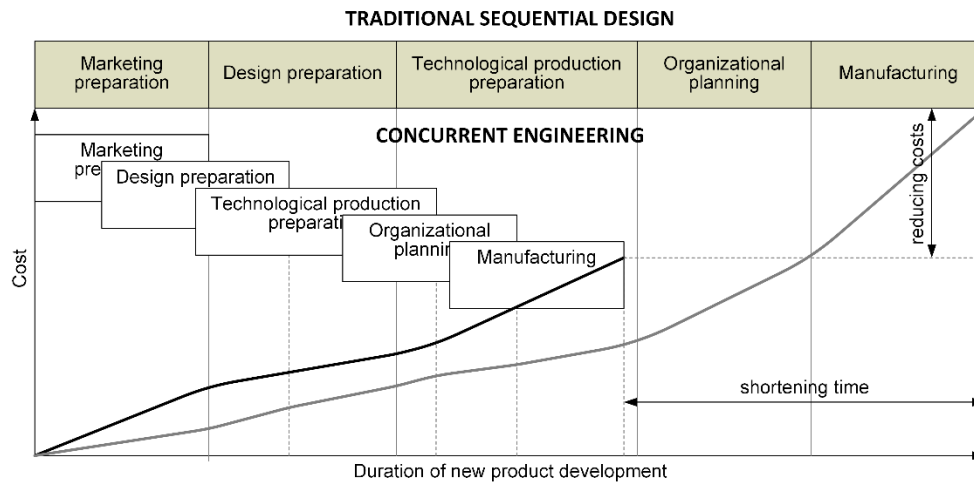 TRADITIONAL SEQUENTIAL DESIGN
Marketing
preparation
Design preparation
Technological production
preparation
Organizational
planning
Manufacturing
CONCURRENT ENGINEERING
Marketing
pre
Design preparation
Technological production
preparati
Organizational
plannin
Manufacturing
reducing costs
Cost
shortening time
Duration of new product development